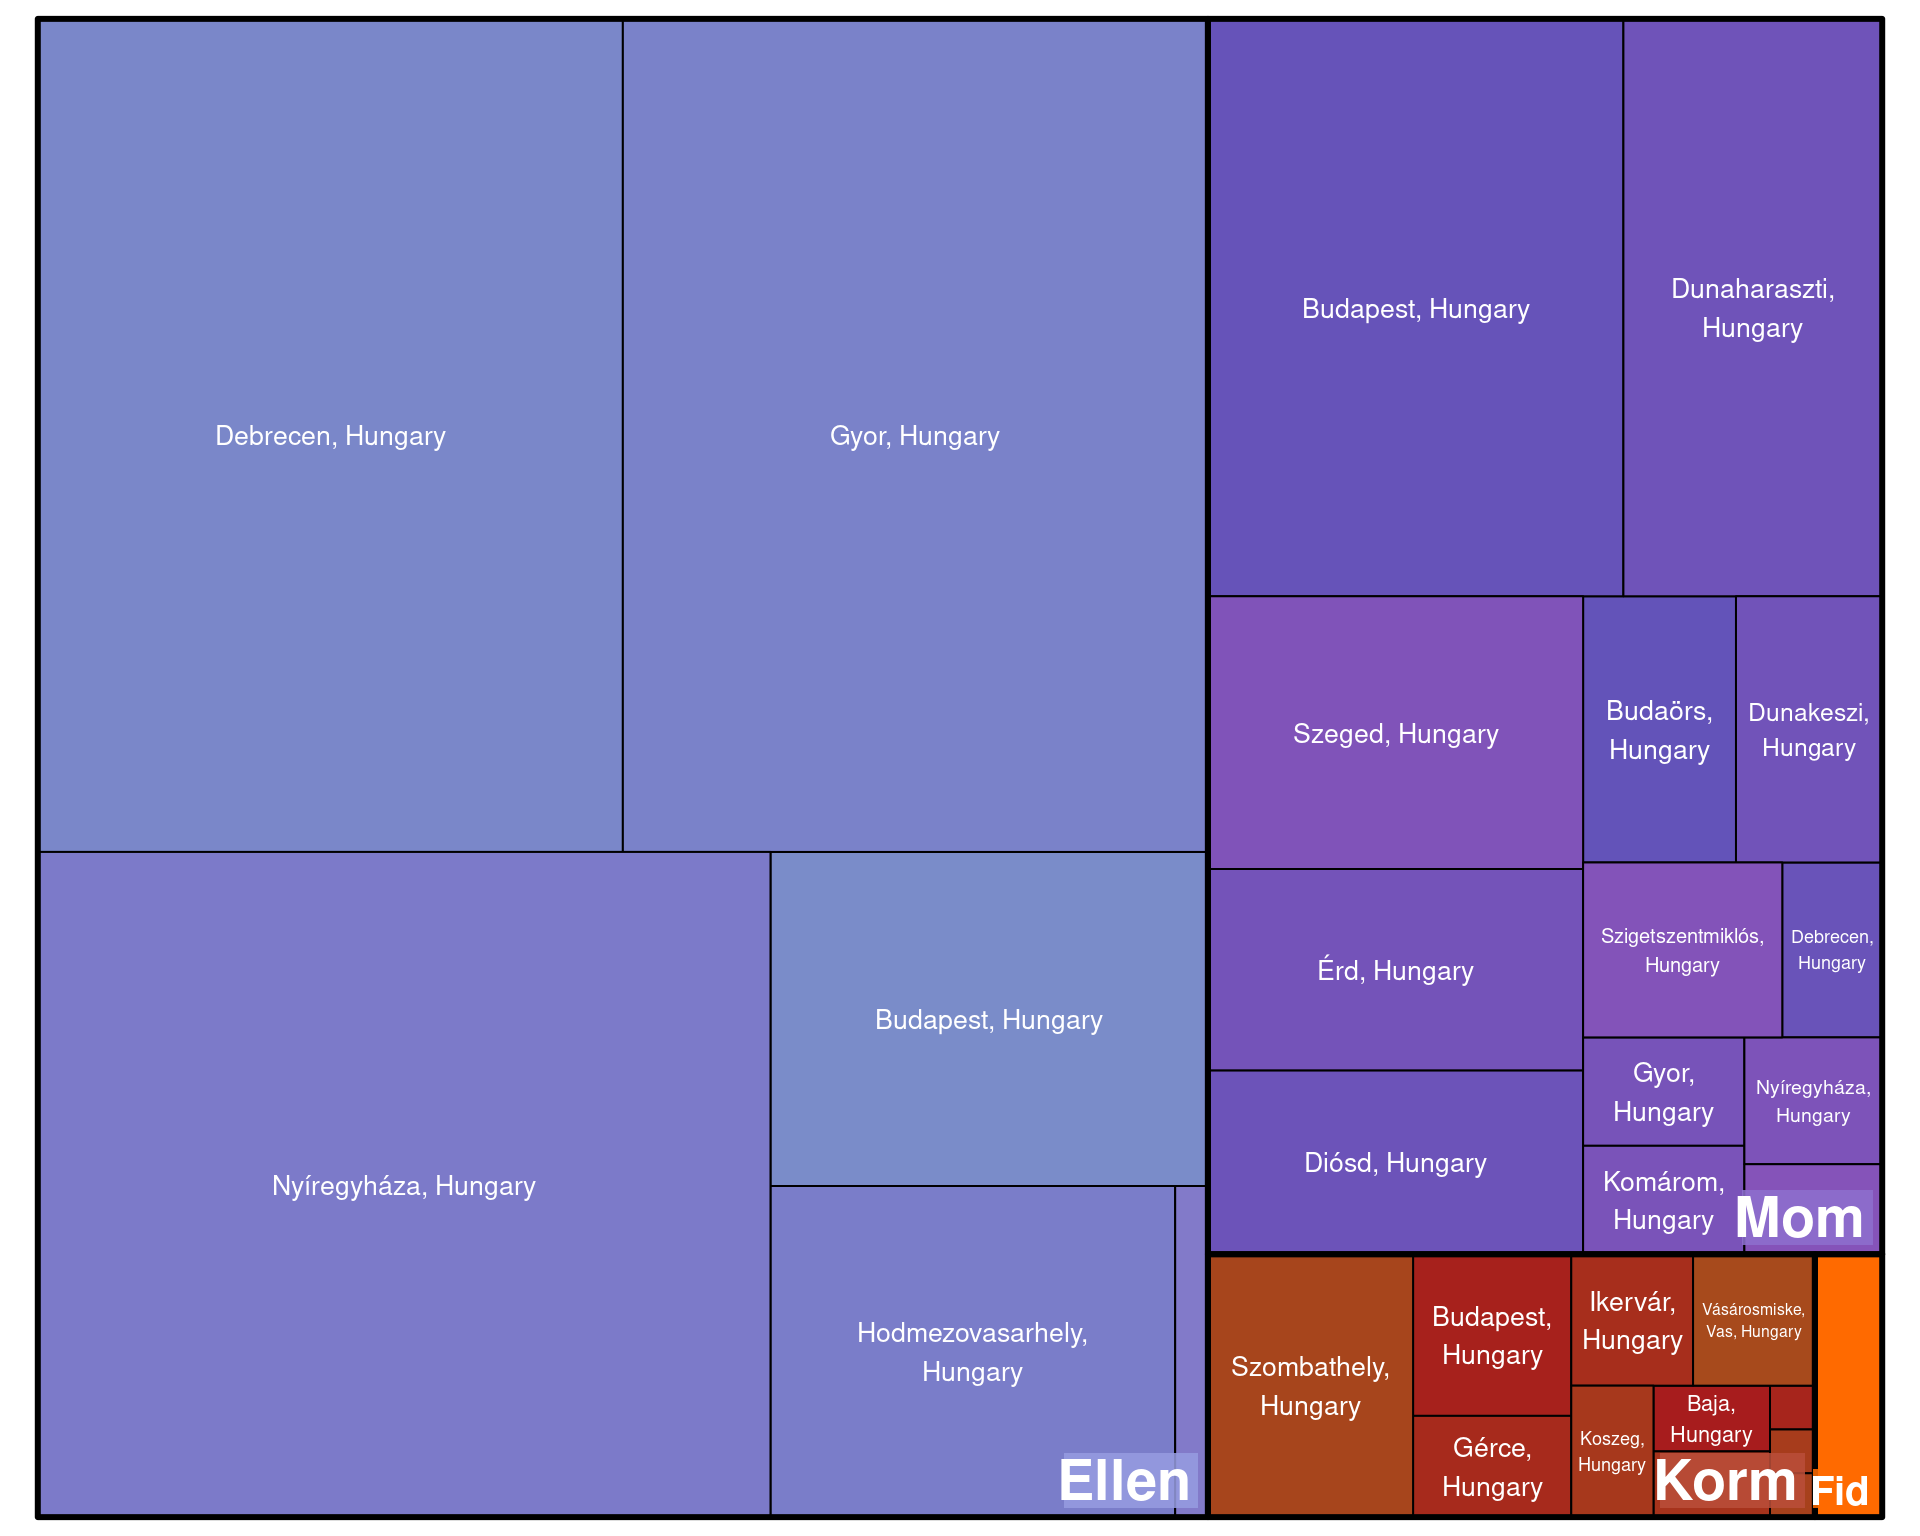 Debrecen, Hungary
Gyor, Hungary
Nyíregyháza, Hungary
Budapest, Hungary
Hodmezovasarhely,
Hungary
Ellen
Budapest, Hungary
Dunaharaszti,
Hungary
Szeged, Hungary
Budaörs,
Hungary
Dunakeszi,
Hungary
Érd, Hungary
Szigetszentmiklós,
Hungary
Debrecen,
Hungary
Diósd, Hungary
Gyor,
Hungary
Nyíregyháza,
Hungary
Komárom,
Hungary
Mom
Szombathely,
Hungary
Budapest,
Hungary
Ikervár,
Hungary
Vásárosmiske,
Vas, Hungary
Gérce,
Hungary
Koszeg,
Hungary
Baja,
Hungary
Korm
Fid